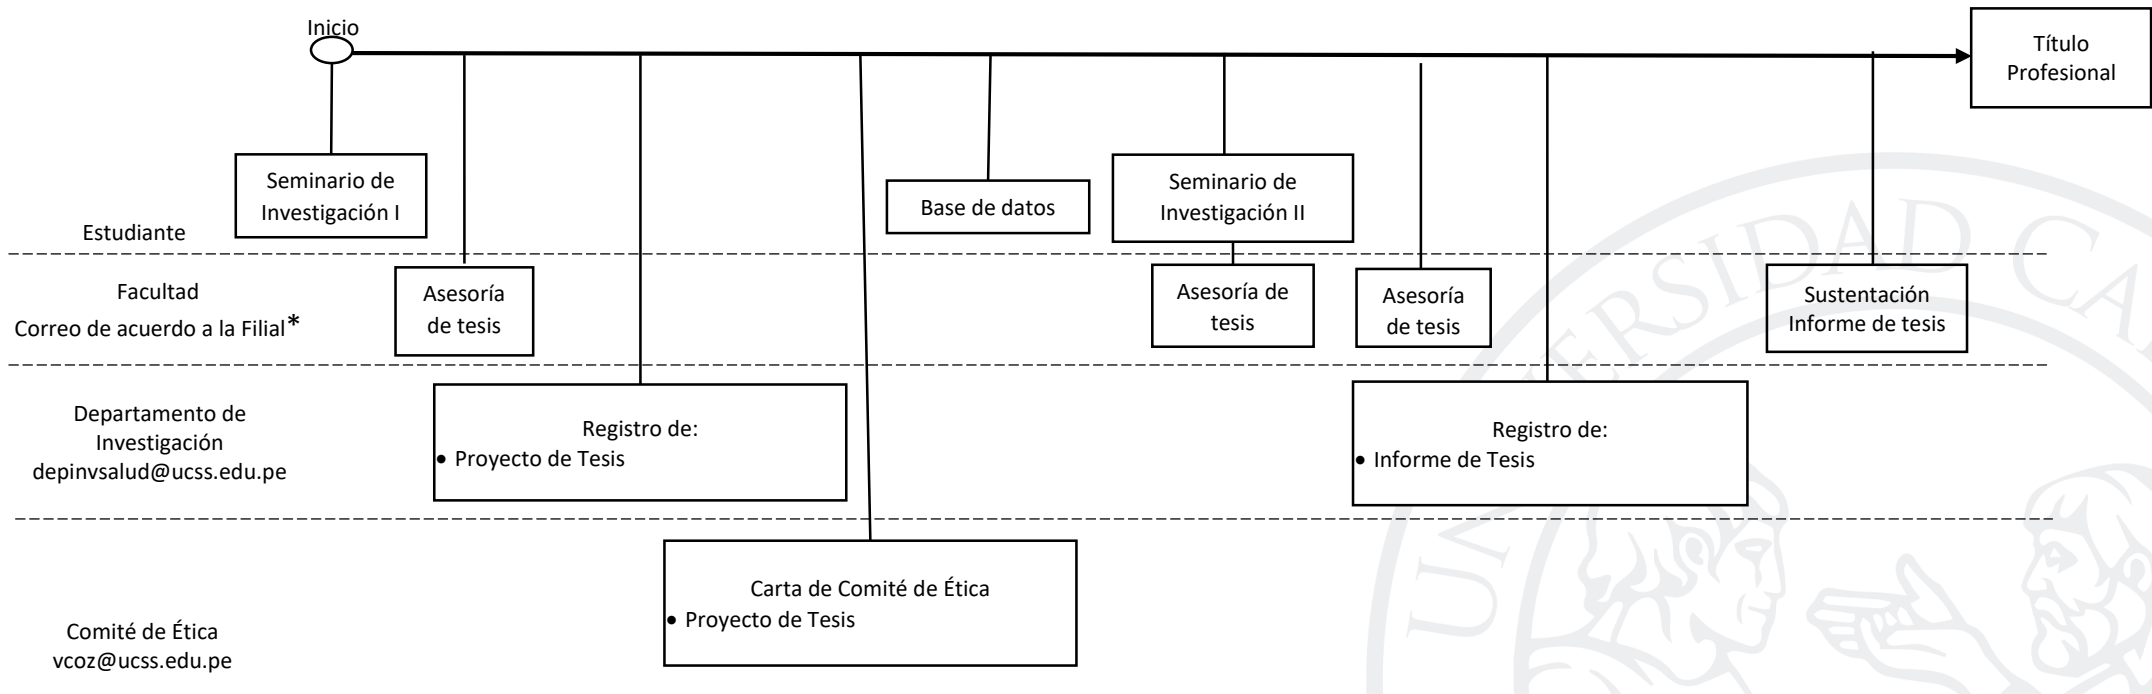 Inicio
Título
Profesional
Seminario de
Investigación I
Base de datos
Seminario de
Investigación II
Estudiante
Facultad
Correo de acuerdo a la Filial*
Asesoría
de tesis
Asesoría de
tesis
Asesoría
de tesis
Sustentación
Informe de tesis
Departamento de
Investigación
depinvsalud@ucss.edu.pe
Registro de:
• Proyecto de Tesis
Registro de:
• Informe de Tesis
Carta de Comité de Ética
• Proyecto de Tesis
Comité de Ética
vcoz@ucss.edu.pe